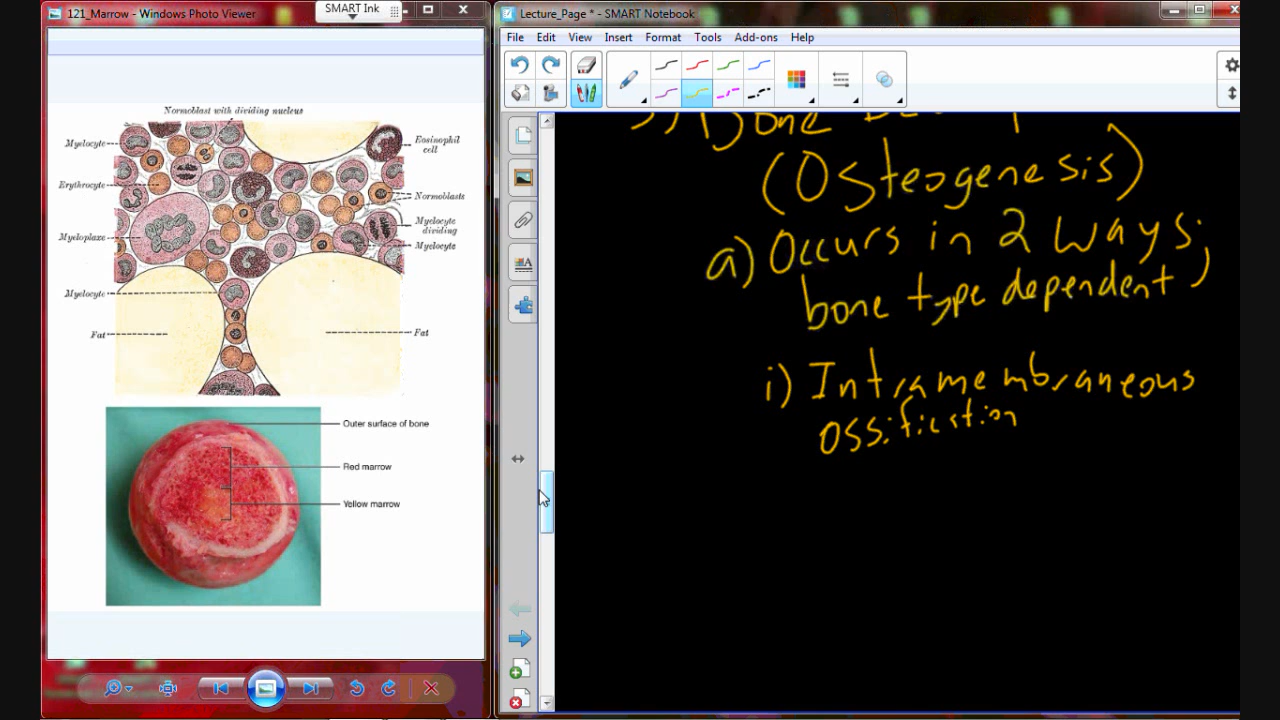 121_Marrow - Windows Photo Viewer
SMART Ink
Normoblast with dividing nucleus
Myelocyte
Eosinophil
cell
Erythrocyte
Normoblasts
Myelocyte
dividing
Myeloplaxe
Myelocyte
Myelocyte
Fat
Fat
Outer surface of bone
Red marrow
Yellow marrow
Lecture_Page * - SMART Notebook
File Edit View Insert Format Tools Add-ons Help
Bone
(Osteogenesis)
a) Occurs in 2 ways;
bone type dependent
i) Intramembraneous
ossification